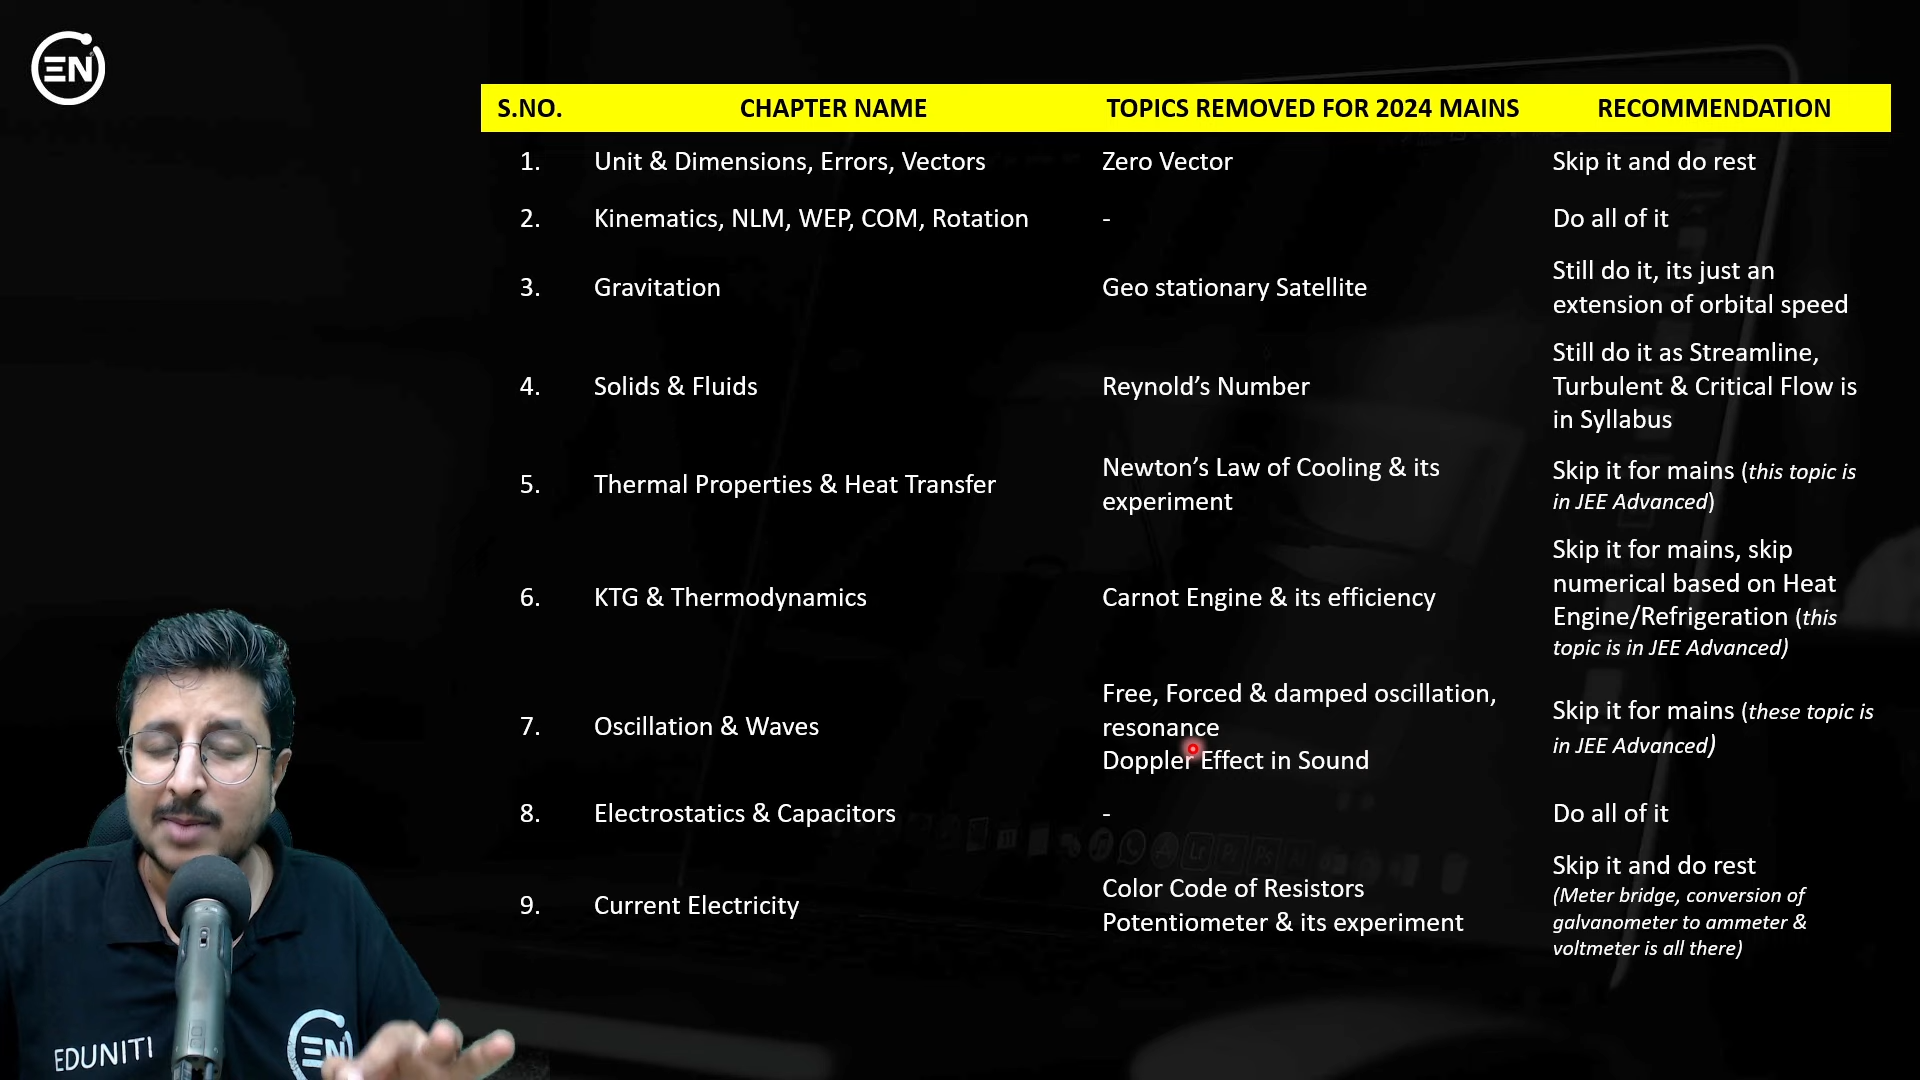 EN
S.NO. CHAPTER NAME TOPICS REMOVED FOR 2024 MAINS RECOMMENDATION
1. Unit & Dimensions, Errors, Vectors Zero Vector Skip it and do rest
2. Kinematics, NLM, WEP, COM, Rotation - Do all of it
3. Gravitation Geo stationary Satellite Still do it, its just an
extension of orbital speed
4. Solids & Fluids Reynold’s Number Still do it as Streamline,
Turbulent & Critical Flow is
in Syllabus
5. Thermal Properties & Heat Transfer Newton’s Law of Cooling & its
experiment Skip it for mains (this topic is
in JEE Advanced)
6. KTG & Thermodynamics Carnot Engine & its efficiency Skip it for mains, skip
numerical based on Heat
Engine/Refrigeration (this
topic is in JEE Advanced)
7. Oscillation & Waves Free, Forced & damped oscillation,
resonance
Doppler Effect in Sound Skip it for mains (these topic is
in JEE Advanced)
8. Electrostatics & Capacitors - Do all of it
9. Current Electricity Color Code of Resistors
Potentiometer & its experiment Skip it and do rest
(Meter bridge, conversion of
galvanometer to ammeter &
voltmeter is all there)
EDUNITI
EN